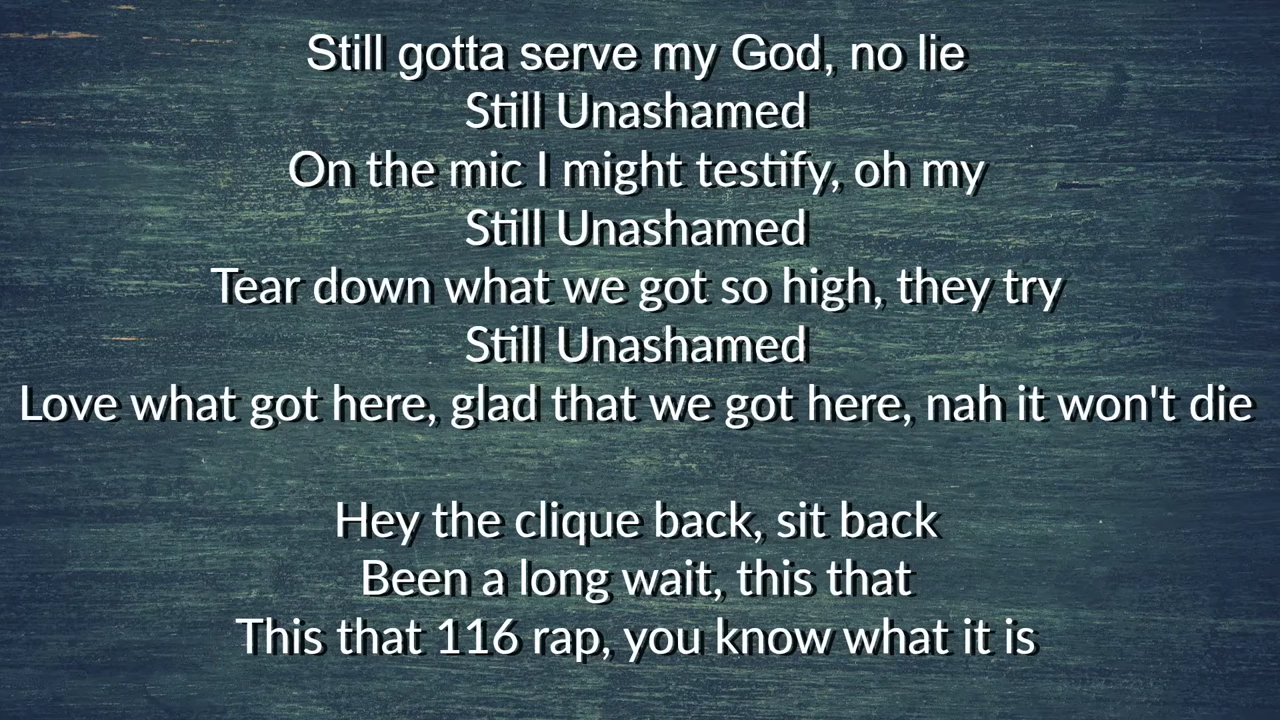 Still gotta serve my God, no lie
Still Unashamed
On the mic I might testify, oh my
Still Unashamed
Tear down what we got so high, they try
Still Unashamed
Love what got here, glad that we got here, nah it won't die
Hey the clique back, sit back
Been a long wait, this that
This that 116 rap, you know what it is